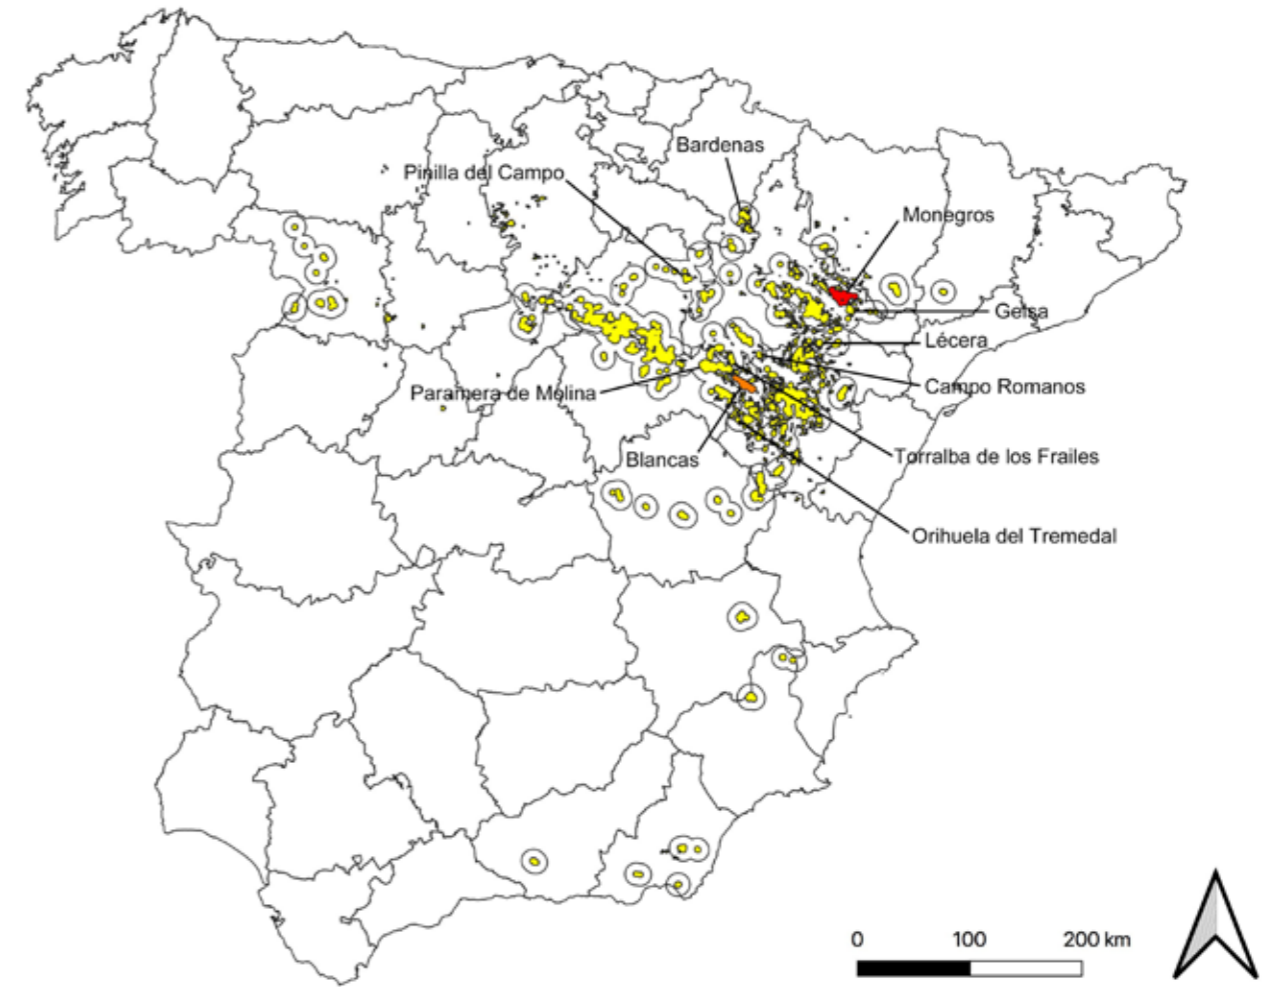 Bardenas
Pinilla del Campo
Monegros
Gelsa
Lécera
Campo Romanos
Paramera de Molina
Blancas
Torralba de los Frailes
Orihuela del Tremedal
0 100 200 km